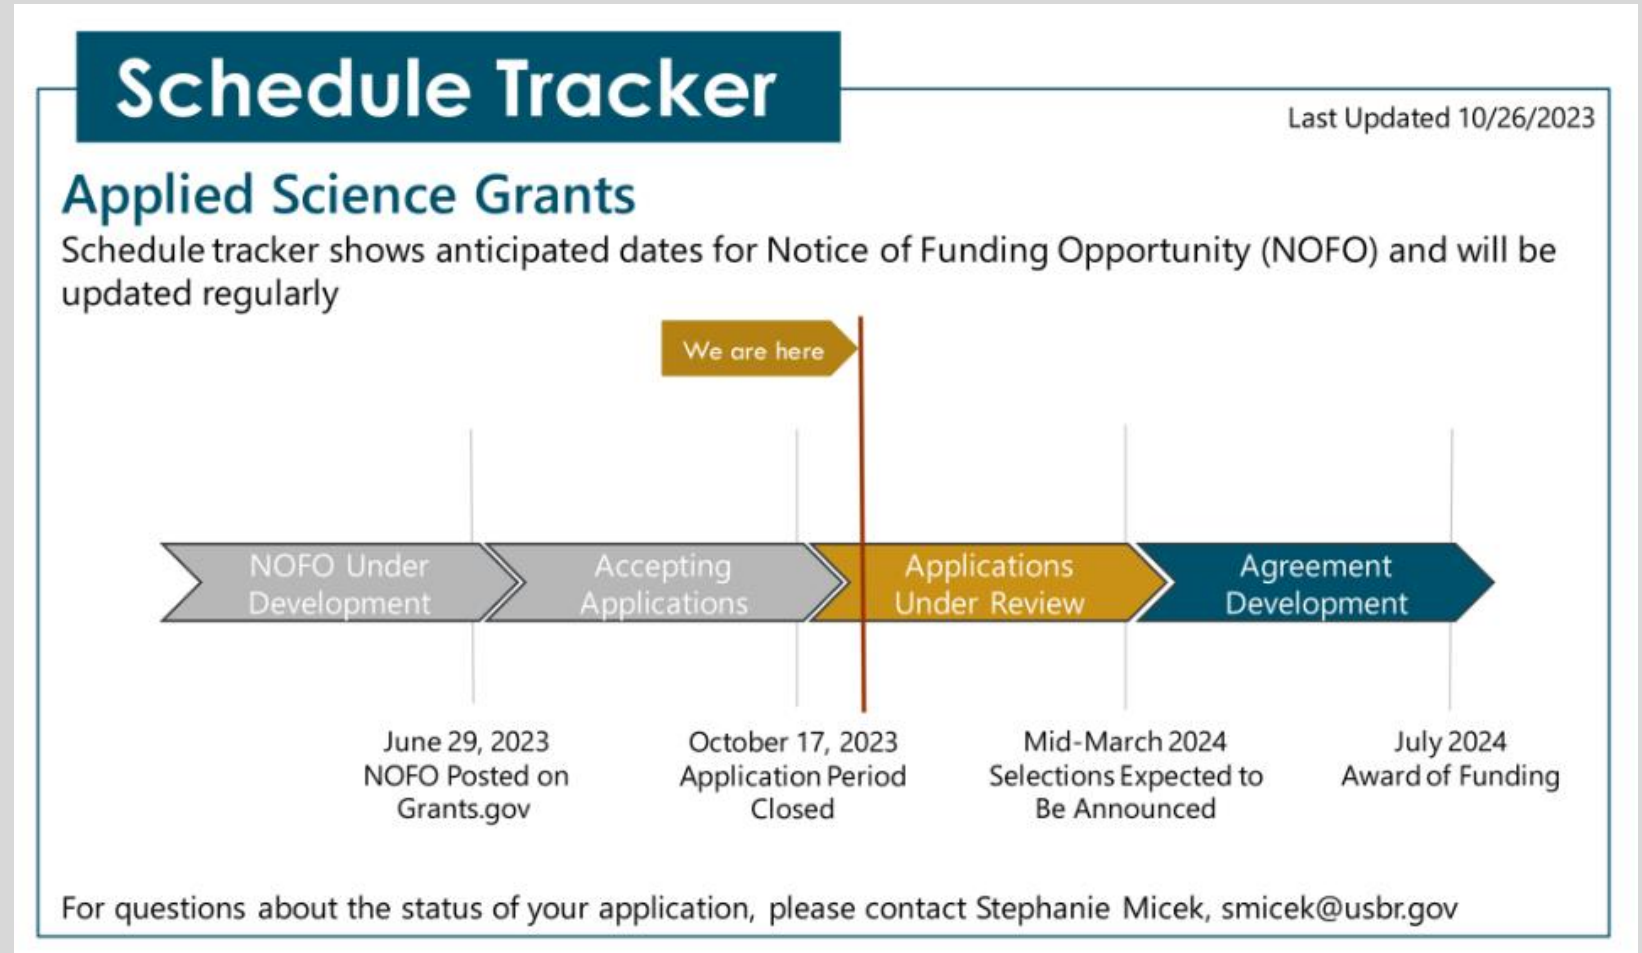 Schedule Tracker
Last Updated 10/26/2023
Applied Science Grants
Schedule tracker shows anticipated dates for Notice of Funding Opportunity (NOFO) and will be
updated regularly
We are here
NOFO Under
Development
Accepting
Applications
Applications
Under Review
Agreement
Development
June 29, 2023
NOFO Posted on
Grants.gov
October 17, 2023
Application Period
Closed
Mid-March 2024
Selections Expected to
Be Announced
July 2024
Award of Funding
For questions about the status of your application, please contact Stephanie Micek, smicek@usbr.gov